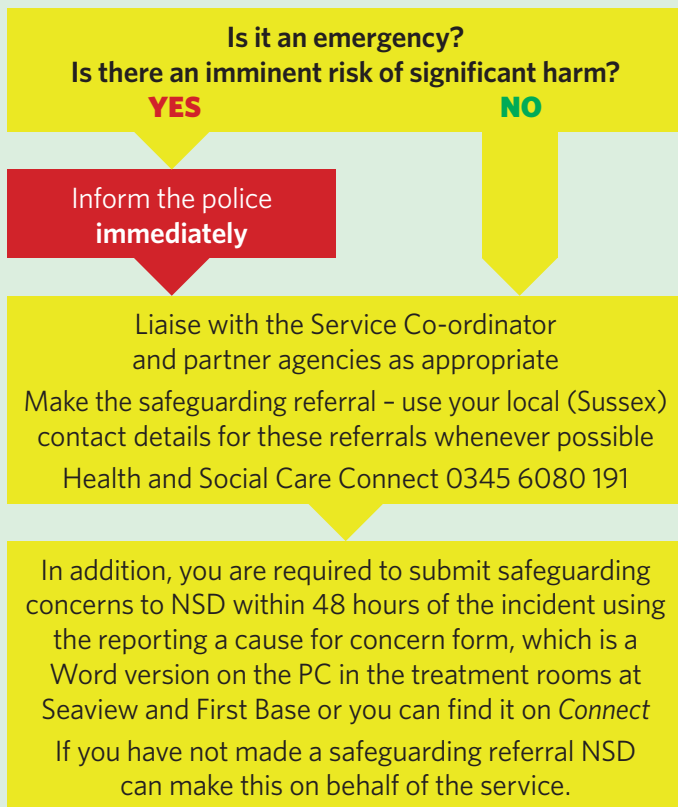 Is it an emergency?
Is there an imminent risk of significant harm?
YES NO
Inform the police
immediately
Liaise with the Service Co-ordinator
and partner agencies as appropriate
Make the safeguarding referral – use your local (Sussex)
contact details for these referrals whenever possible
Health and Social Care Connect 0345 6080 191
In addition, you are required to submit safeguarding
concerns to NSD within 48 hours of the incident using
the reporting a cause for concern form, which is a
Word version on the PC in the treatment rooms at
Seaview and First Base or you can find it on Connect
If you have not made a safeguarding referral NSD
can make this on behalf of the service.